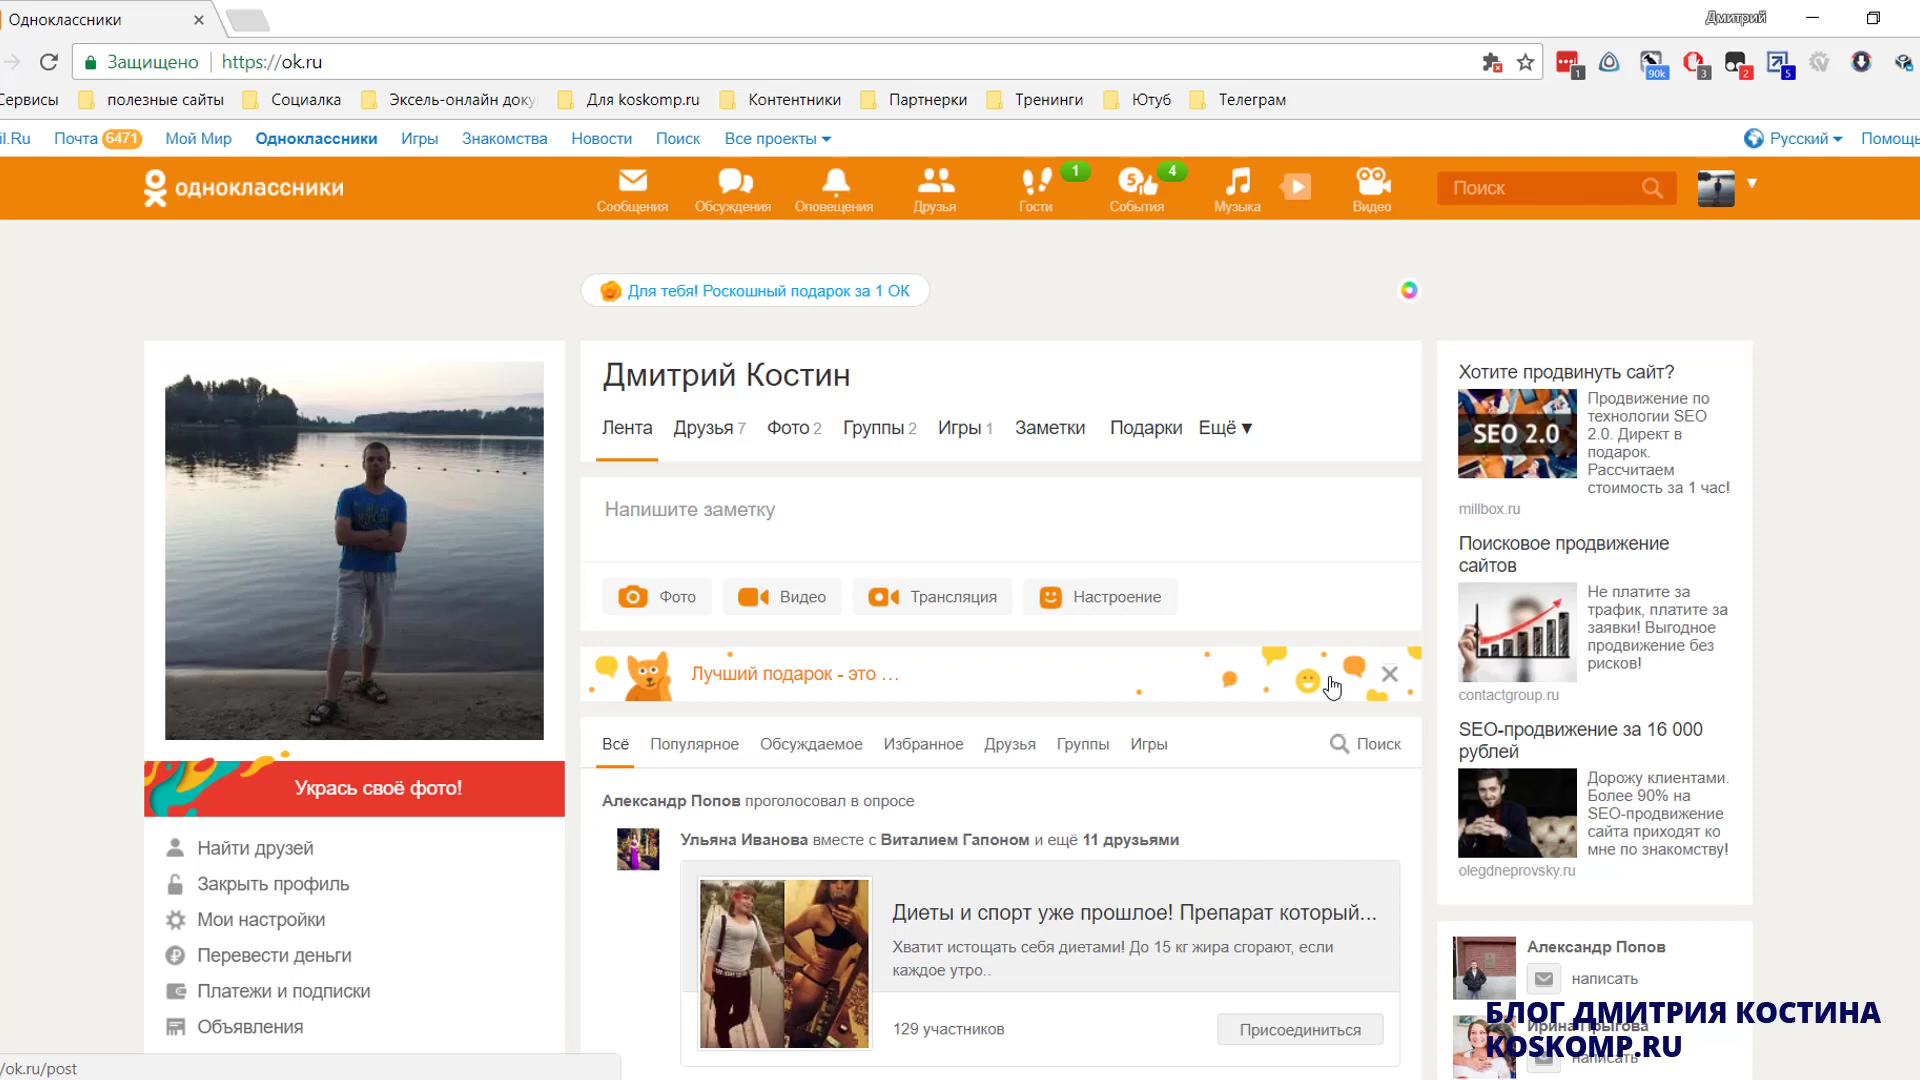 Одноклассники
Дмитрий
Защищено
https://ok.ru
1
90k
3
2
5
Сервисы
полезные сайты
Социалка
Эксель-онлайн доку
Для koskomp.ru
Контентники
Партнерки
Тренинги
Ютуб
Телеграм
il.Ru
Почта 6471
Мой Мир
Одноклассники
Игры
Знакомства
Новости
Поиск
Все проекты
Русский
Помощь
одноклассники
Сообщения
Обсуждения
Оповещения
Друзья
Гости
1
События
5
4
Музыка
Видео
Поиск
Для тебя! Роскошный подарок за 1 ОК
Дмитрий Костин
Лента
Друзья 7
Фото 2
Группы 2
Игры 1
Заметки
Подарки
Ещё
Напишите заметку
Фото
Видео
Трансляция
Настроение
Лучший подарок - это …
Всё
Популярное
Обсуждаемое
Избранное
Друзья
Группы
Игры
Поиск
Александр Попов проголосовал в опросе
Ульяна Иванова вместе с Виталием Гапоном и ещё 11 друзьями
Диеты и спорт уже прошлое! Препарат который...
Хватит истощать себя диетами! До 15 кг жира сгорают, если
каждое утро..
129 участников
Присоединиться
Укрась своё фото!
Найти друзей
Закрыть профиль
Мои настройки
Перевести деньги
Платежи и подписки
Объявления
/ok.ru/post
Хотите продвинуть сайт?
SEO 2.0
Продвижение по
технологии SEO
2.0. Директ в
подарок.
Рассчитаем
стоимость за 1 час!
millbox.ru
Поисковое продвижение
сайтов
Не платите за
трафик, платите за
заявки! Выгодное
продвижение без
рисков!
contactgroup.ru
SEO-продвижение за 16 000
рублей
Дорожу клиентами.
Более 90% на
SEO-продвижение
сайта приходят ко
мне по знакомству!
olegdneprovsky.ru
Александр Попов
написать
Ирина Прыгова
написать
БЛОГ ДМИТРИЯ КОСТИНА
KOSKOMP.RU